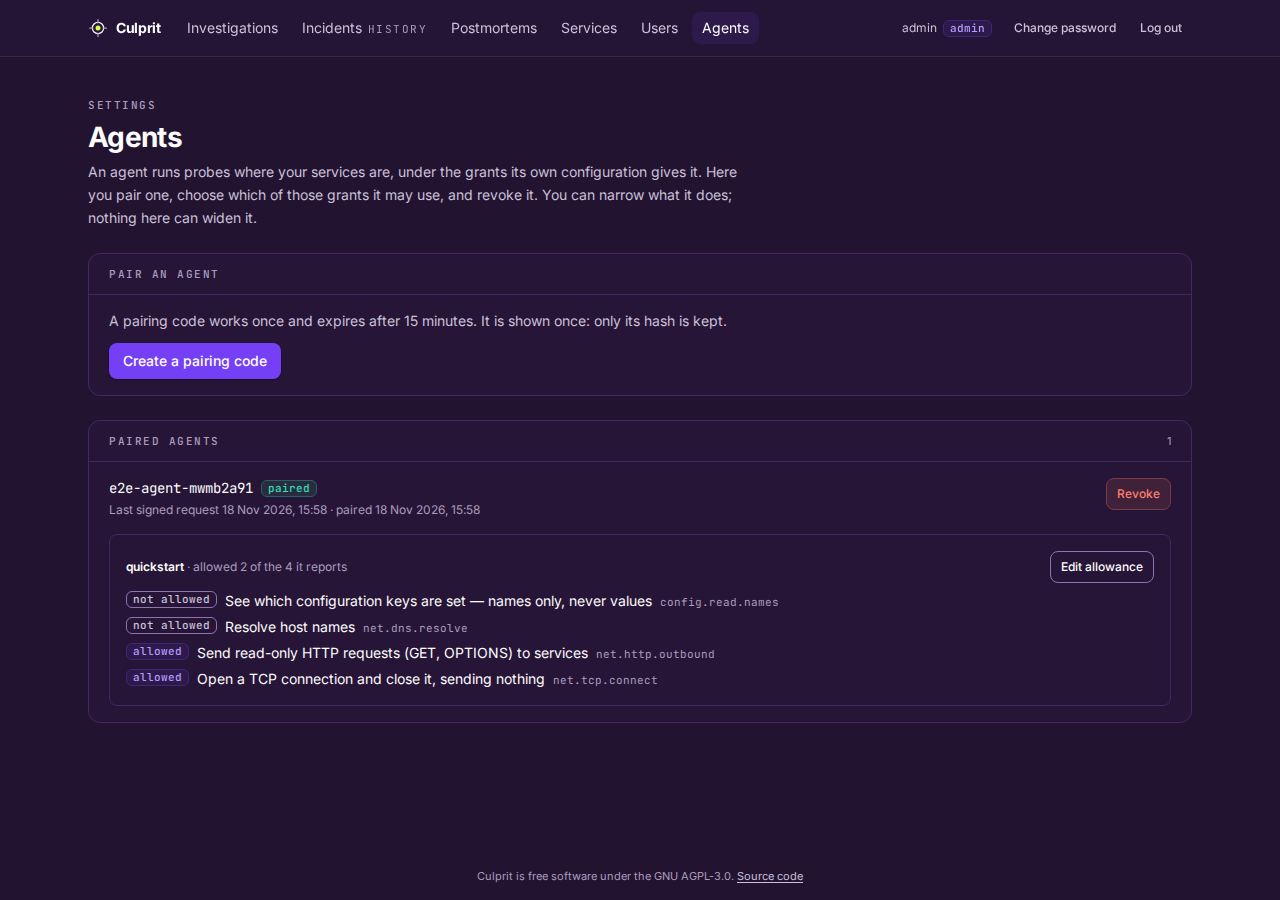 Culprit Investigations Incidents HISTORY Postmortems Services Users Agents admin admin Change password Log out
SETTINGS
Agents
An agent runs probes where your services are, under the grants its own configuration gives it. Here
you pair one, choose which of those grants it may use, and revoke it. You can narrow what it does;
nothing here can widen it.
PAIR AN AGENT
A pairing code works once and expires after 15 minutes. It is shown once: only its hash is kept.
Create a pairing code
PAIRED AGENTS 1
e2e-agent-mwmb2a91 paired
Revoke
Last signed request 18 Nov 2026, 15:58 · paired 18 Nov 2026, 15:58
quickstart · allowed 2 of the 4 it reports Edit allowance
not allowed See which configuration keys are set — names only, never values config.read.names
not allowed Resolve host names net.dns.resolve
allowed Send read-only HTTP requests (GET, OPTIONS) to services net.http.outbound
allowed Open a TCP connection and close it, sending nothing net.tcp.connect
Culprit is free software under the GNU AGPL-3.0. Source code